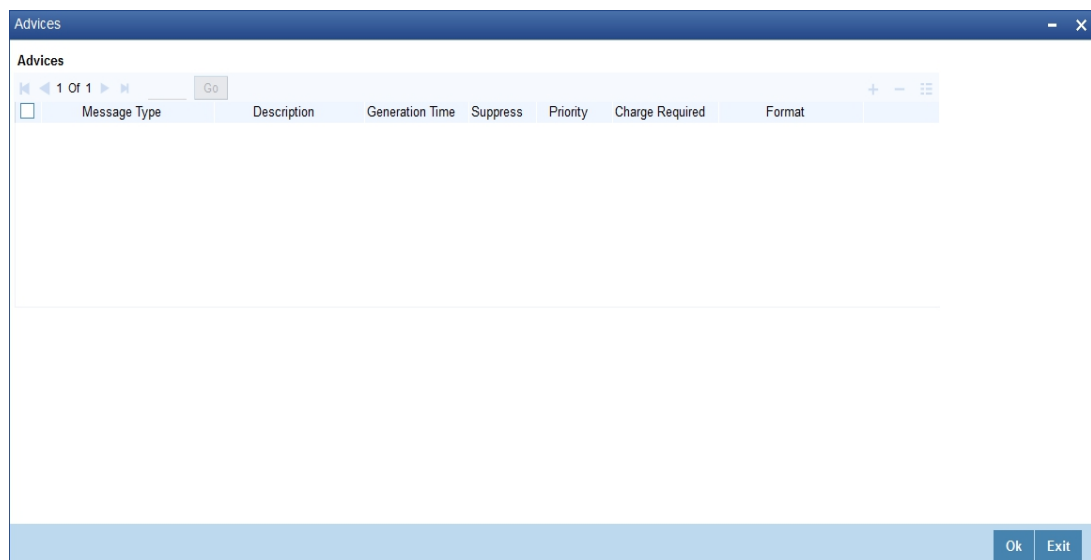 Advices
Advices
1 Of 1 Go
Message Type Description Generation Time Suppress Priority Charge Required Format
Ok Exit